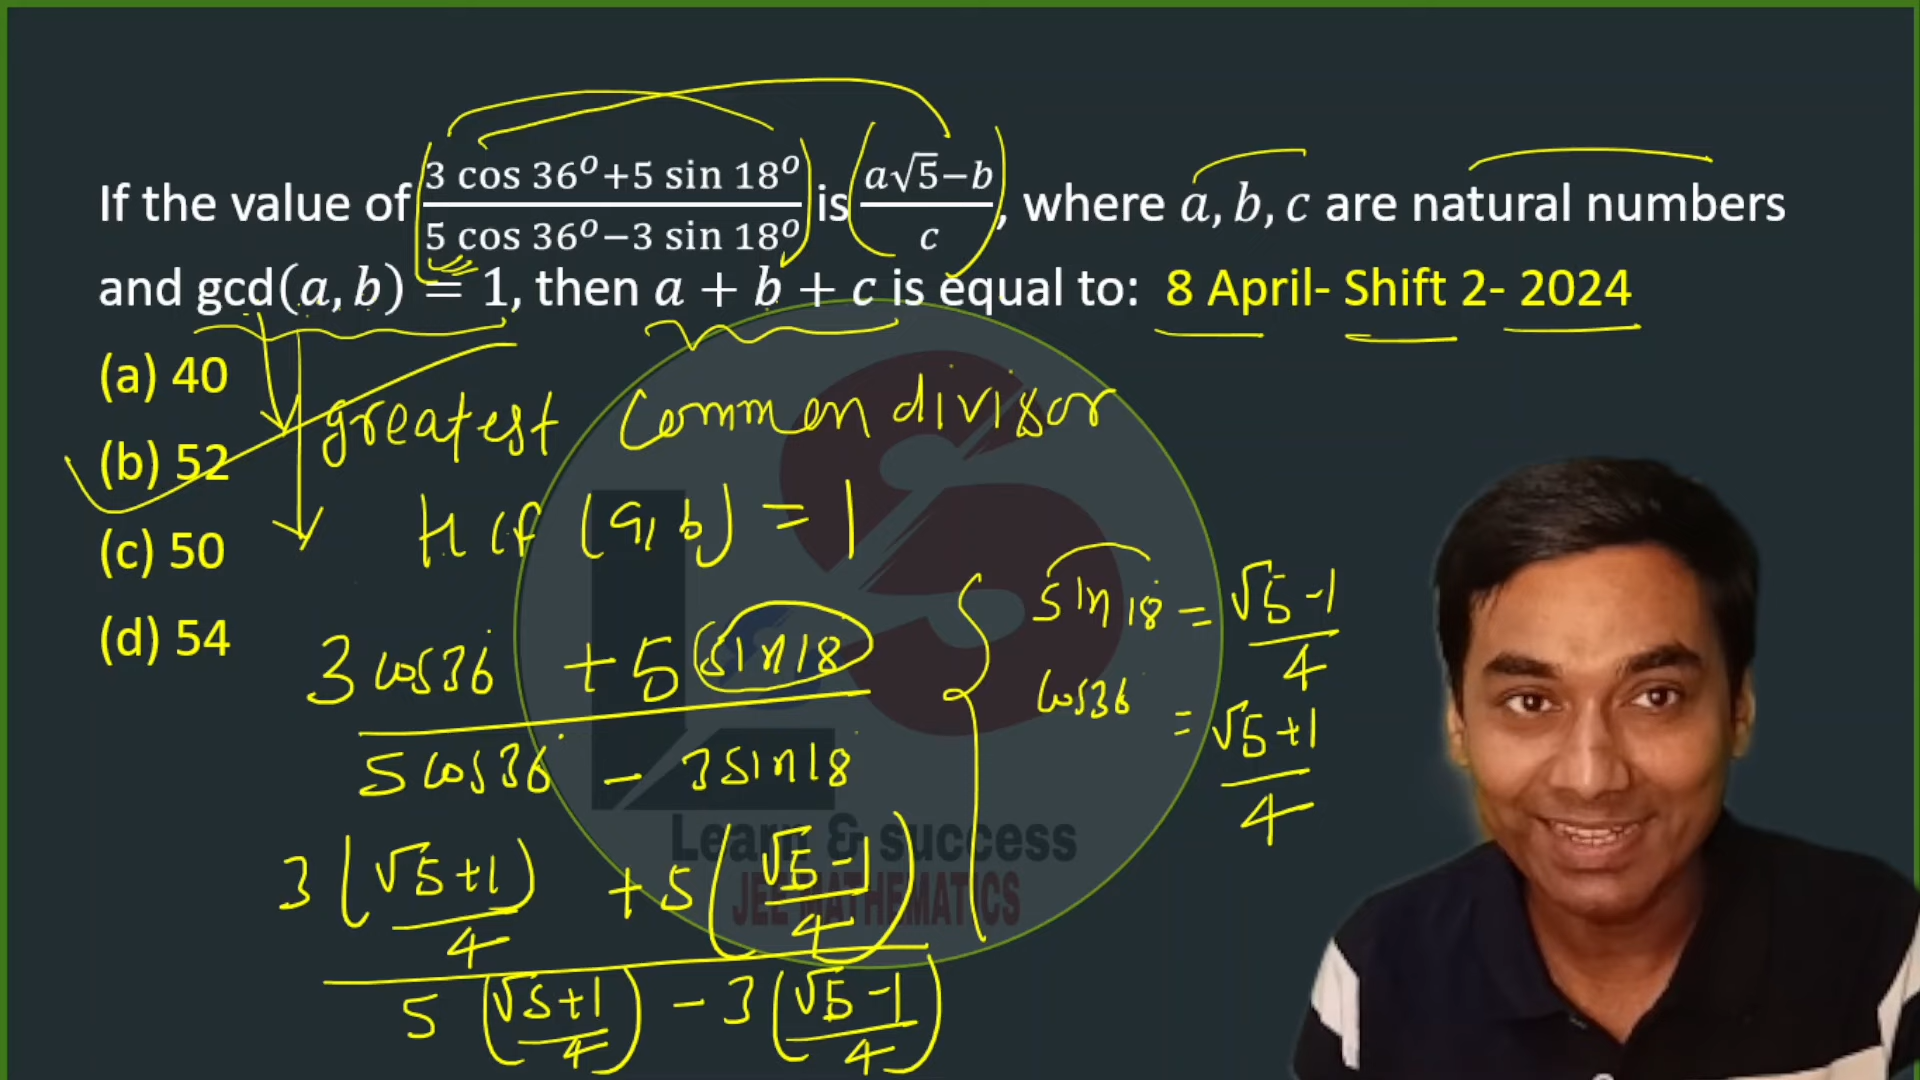 If the value of (3 cos 36° + 5 sin 18°)/(5 cos 36° − 3 sin 18°) is (a√5 − b)/c, where a, b, c are natural numbers
and gcd(a, b) = 1, then a + b + c is equal to: 8 April- Shift 2- 2024
(a) 40
(b) 52
(c) 50
(d) 54
greatest Common divisor
Hcf (a, b) = 1
(3 cos 36° + 5 sin 18°)/(5 cos 36° − 3 sin 18°)
sin 18° = (√5 - 1)/4
cos 36° = (√5 + 1)/4
(3 ((√5 + 1)/4) + 5 ((√5 - 1)/4))/(5 ((√5 + 1)/4) − 3 ((√5 - 1)/4))
LS
Learn & success
JEE MATHEMATICS